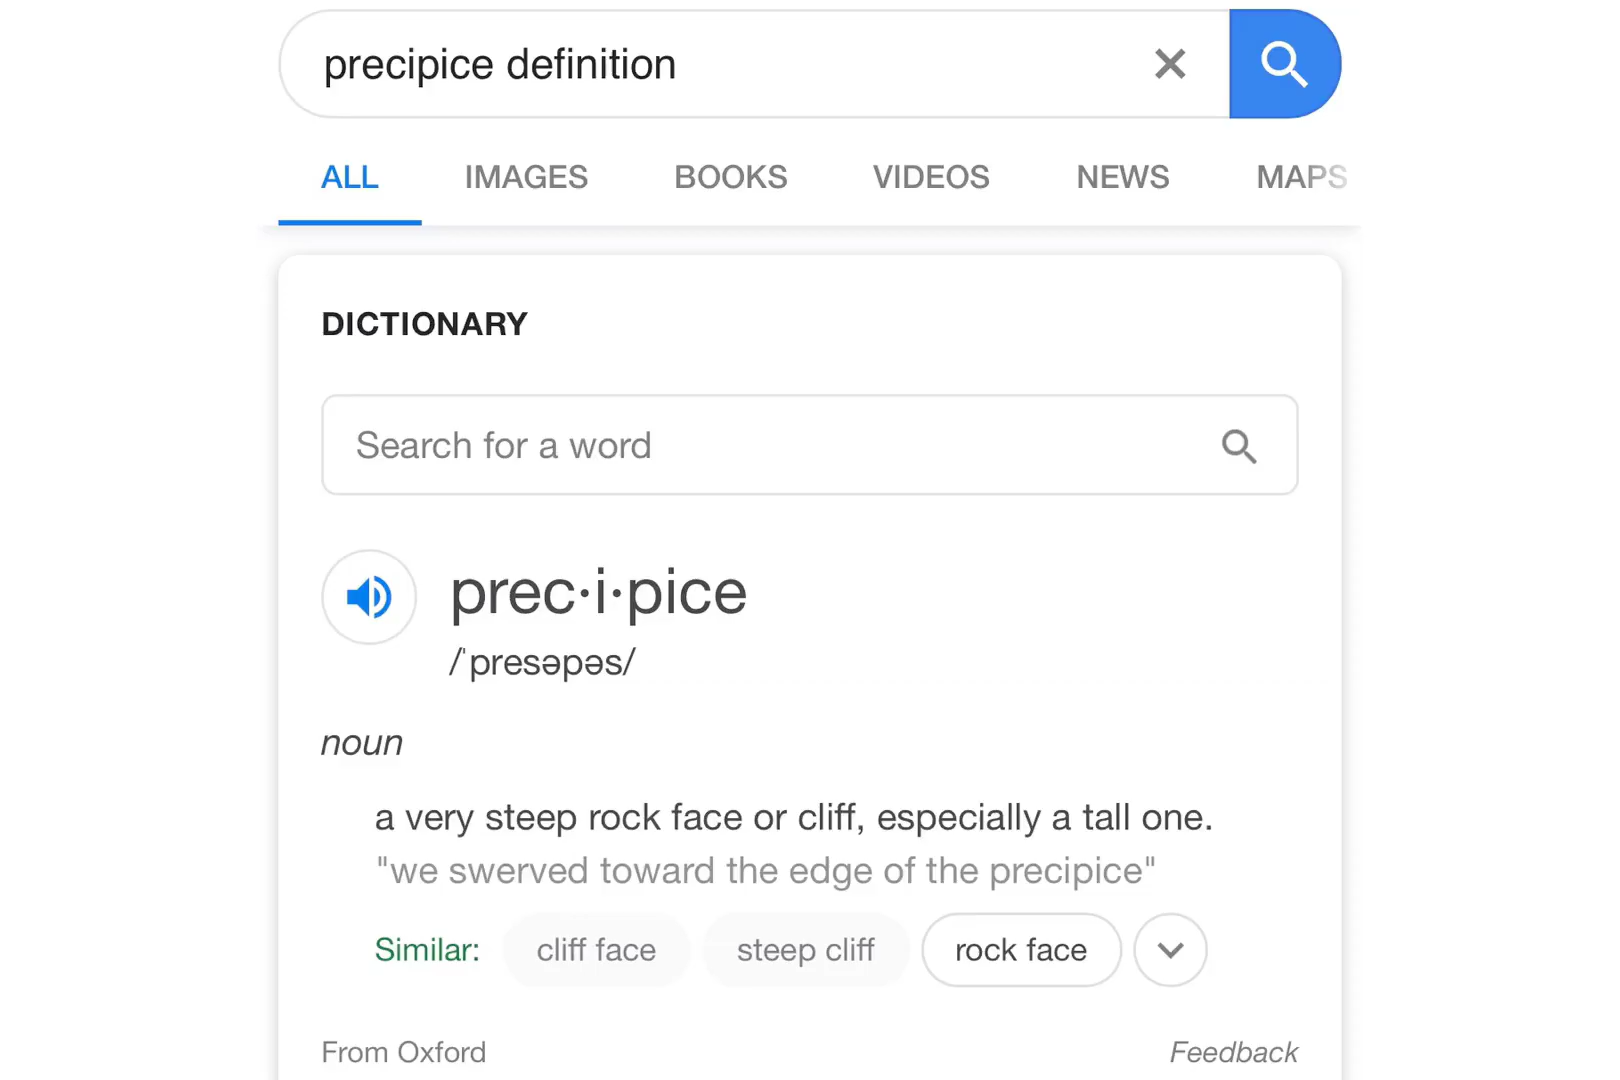 precipice definition
ALL IMAGES BOOKS VIDEOS NEWS MAPS
DICTIONARY
Search for a word
prec·i·pice
/ˈpresəpəs/
noun
a very steep rock face or cliff, especially a tall one.
"we swerved toward the edge of the precipice"
Similar: cliff face steep cliff rock face
From Oxford Feedback